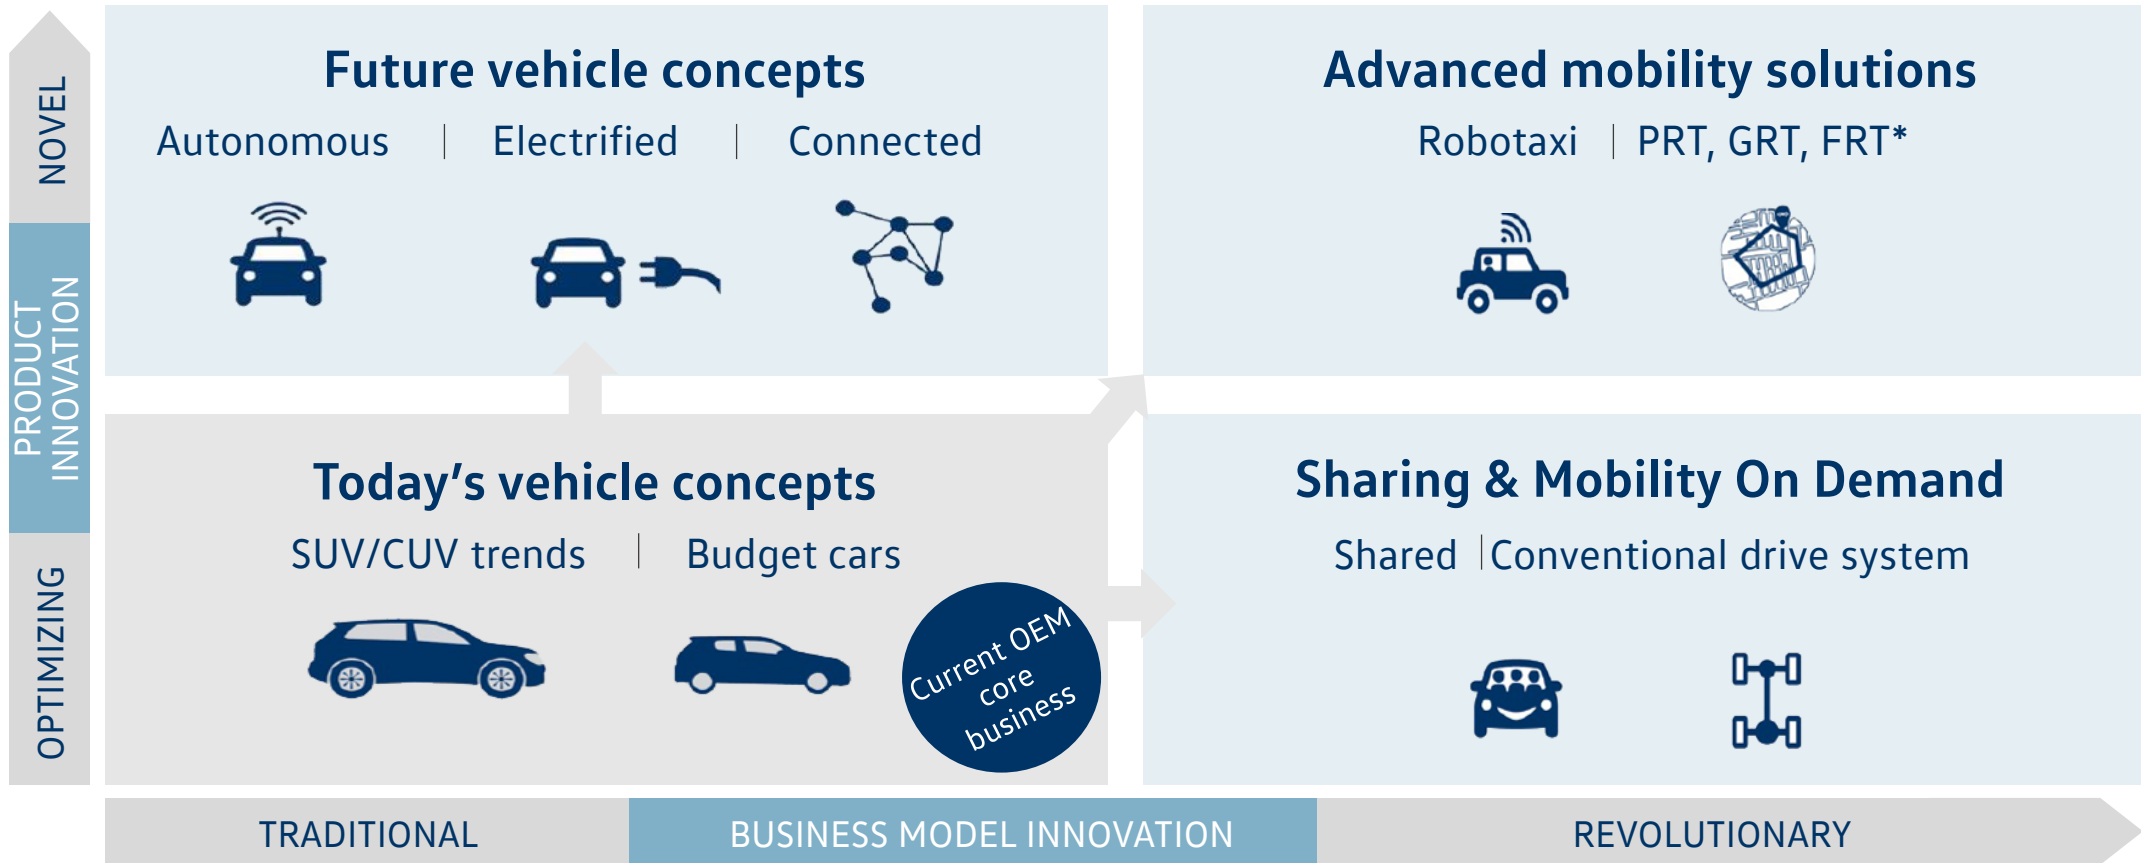 NOVEL
PRODUCT
INNOVATION
OPTIMIZING
Future vehicle concepts
Autonomous | Electrified | Connected
Advanced mobility solutions
Robotaxi | PRT, GRT, FRT*
Today's vehicle concepts
SUV/CUV trends | Budget cars
Current OEM
core
business
Sharing & Mobility On Demand
Shared | Conventional drive system
TRADITIONAL
BUSINESS MODEL INNOVATION
REVOLUTIONARY